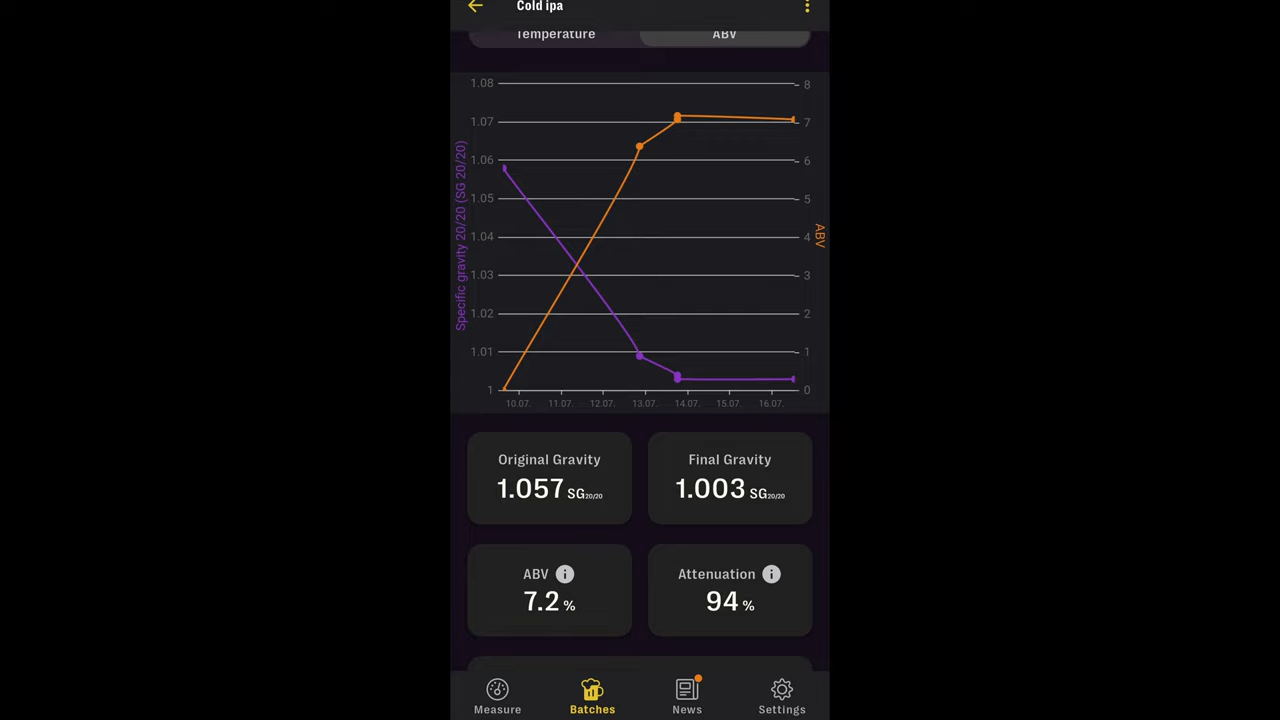 Cold ipa
Temperature ABV
1.08 8
1.07 7
1.06 6
1.05 5
1.04 4
1.03 3
1.02 2
1.01 1
1 0
Specific gravity 20/20 (SG 20/20)
ABV
10.07. 11.07. 12.07. 13.07. 14.07. 15.07. 16.07.
Original Gravity
1.057 SG20/20
Final Gravity
1.003 SG20/20
ABV i
7.2 %
Attenuation i
94 %
Measure Batches News Settings